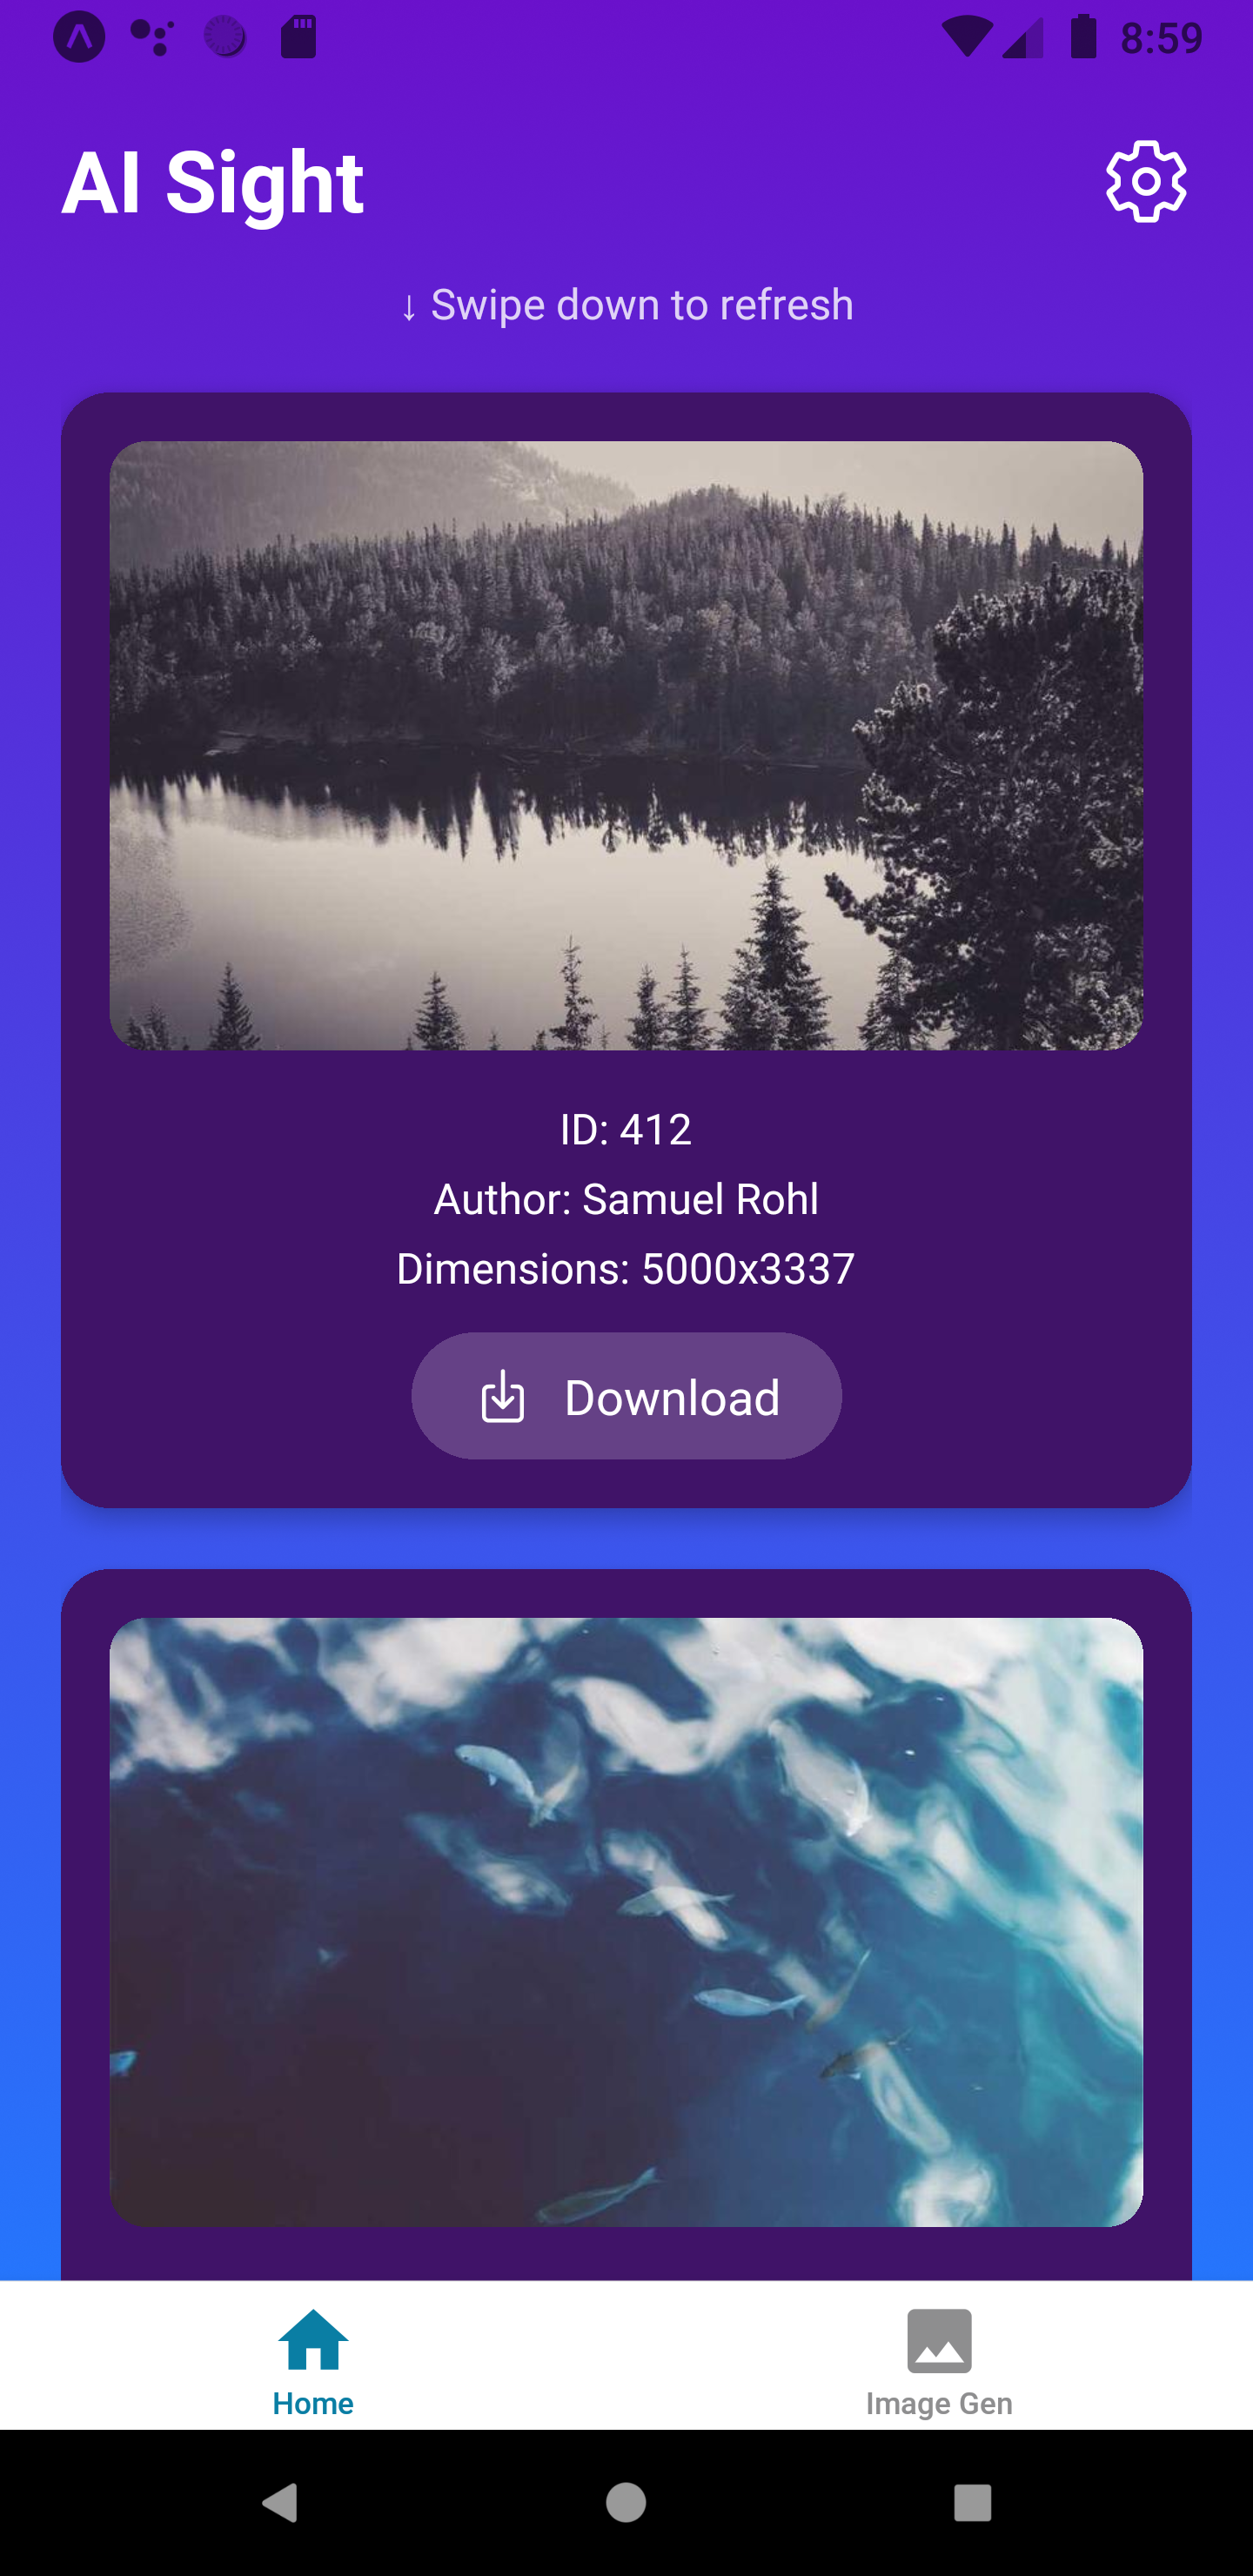 8:59
AI Sight
↓ Swipe down to refresh
ID: 412
Author: Samuel Rohl
Dimensions: 5000x3337
Download
Home
Image Gen